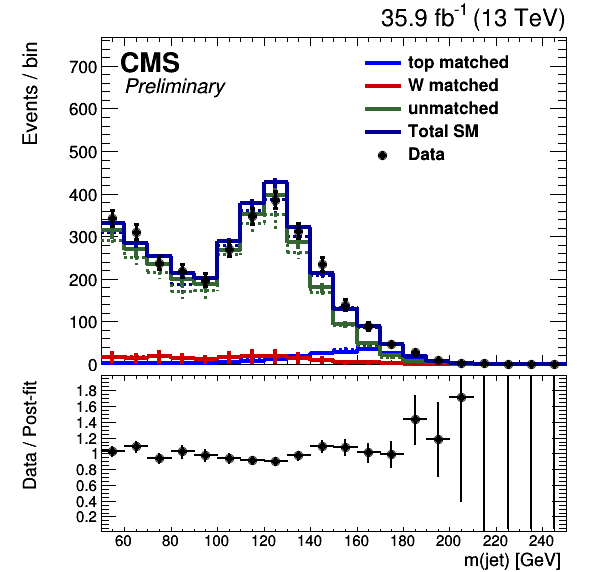 35.9 fb⁻¹ (13 TeV)
CMS
Preliminary
top matched
W matched
unmatched
Total SM
Data
Events / bin
700
600
500
400
300
200
100
0
Data / Post-fit
1.8
1.6
1.4
1.2
1
0.8
0.6
0.4
0.2
60 80 100 120 140 160 180 200 220 240
m(jet) [GeV]